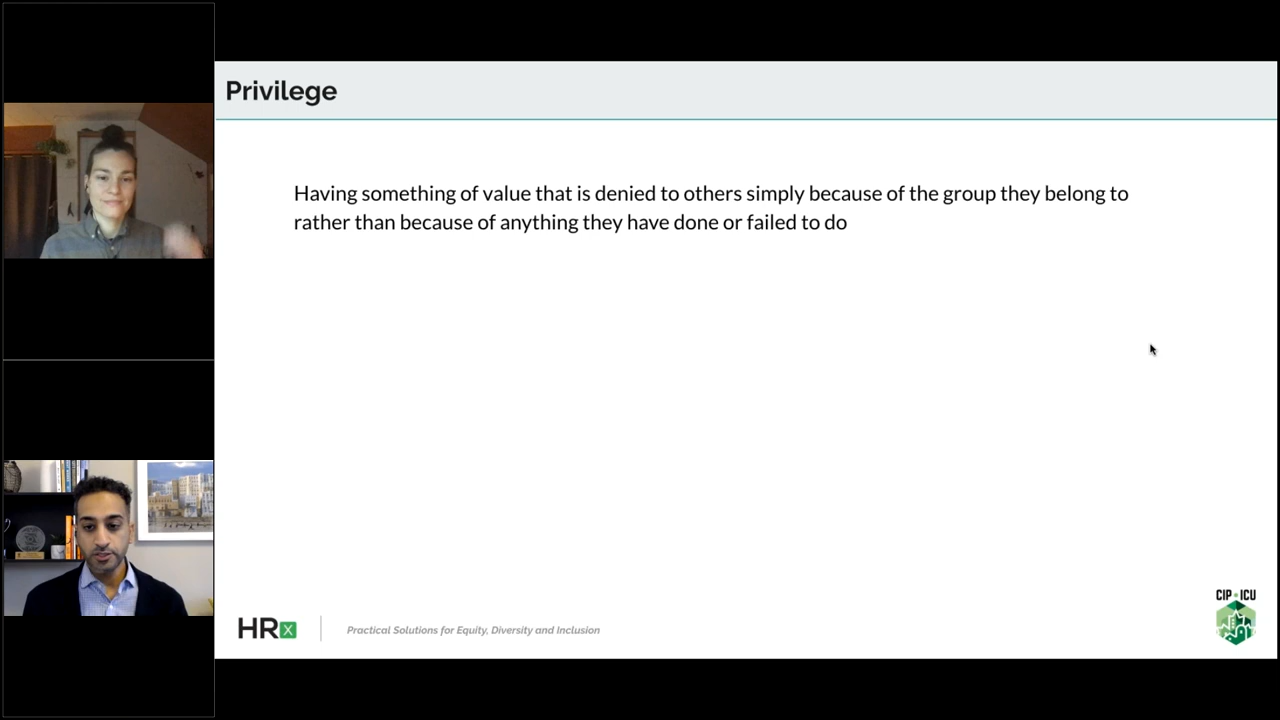 Privilege
Having something of value that is denied to others simply because of the group they belong to
rather than because of anything they have done or failed to do
HRx
Practical Solutions for Equity, Diversity and Inclusion
CIP ICU